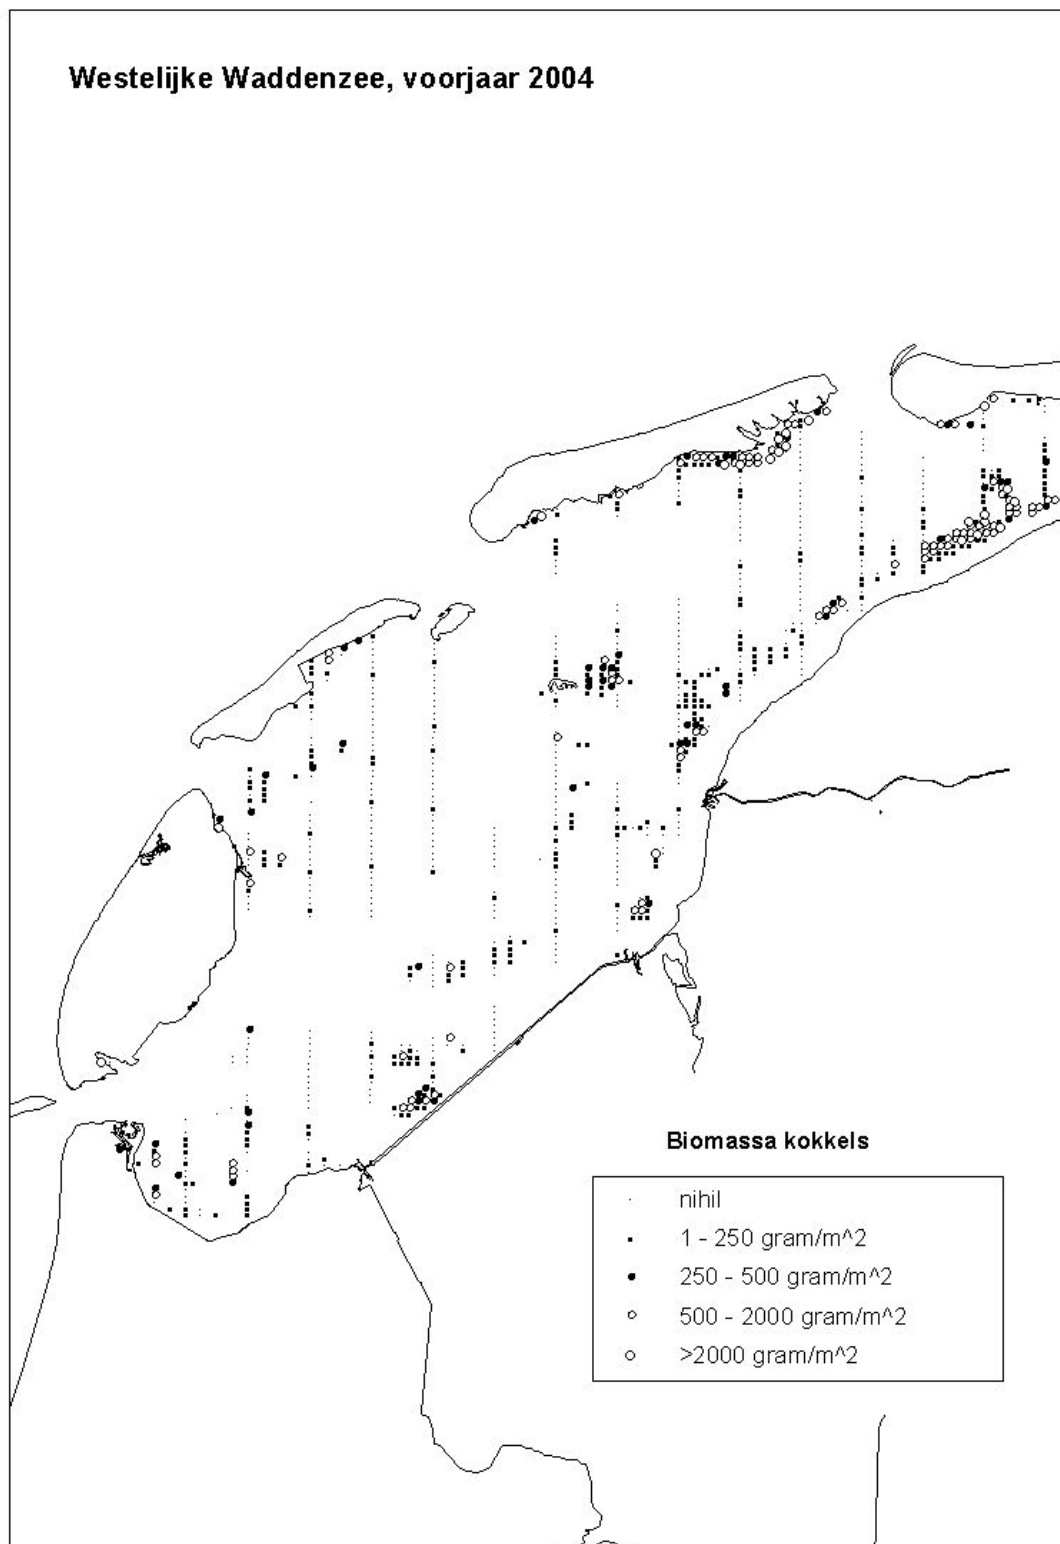 Westelijke Waddenzee, voorjaar 2004
Biomassa kokkels
nihil
1 - 250 gram/m^2
250 - 500 gram/m^2
500 - 2000 gram/m^2
>2000 gram/m^2